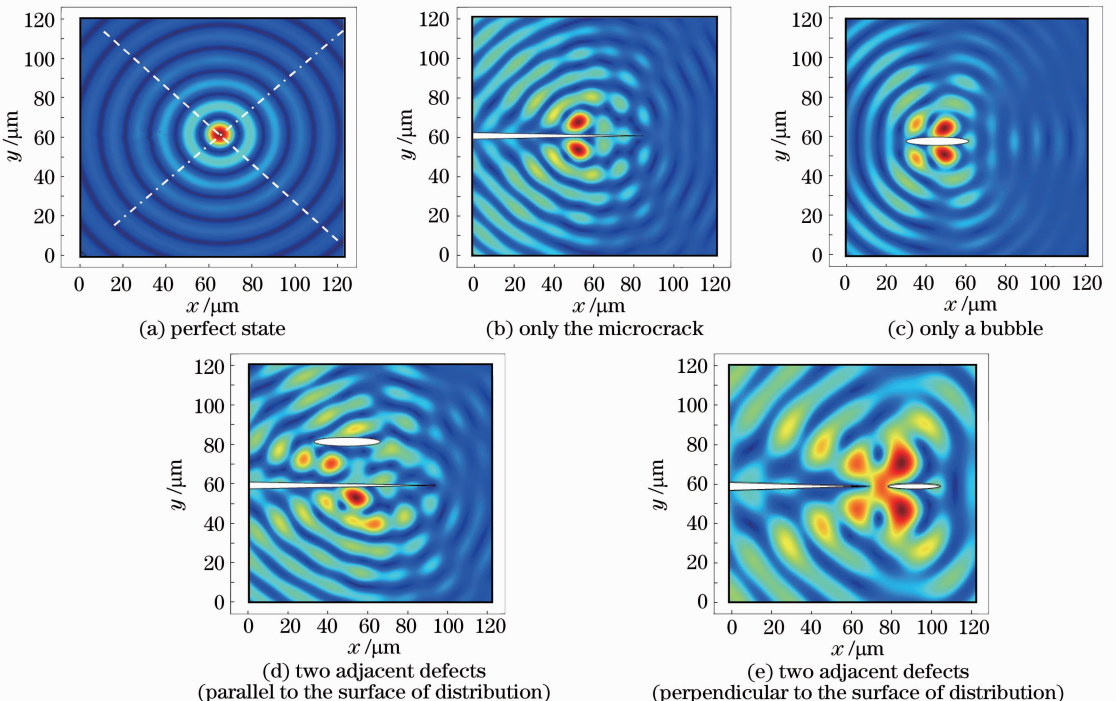 120
100
80
60
40
20
0
y /μm
0 20 40 60 80 100 120
x /μm
(a) perfect state
120
100
80
60
40
20
0
y /μm
0 20 40 60 80 100 120
x /μm
(b) only the microcrack
120
100
80
60
40
20
0
y /μm
0 20 40 60 80 100 120
x /μm
(c) only a bubble
120
100
80
60
40
20
0
y /μm
0 20 40 60 80 100 120
x /μm
(d) two adjacent defects
(parallel to the surface of distribution)
120
100
80
60
40
20
0
y /μm
0 20 40 60 80 100 120
x /μm
(e) two adjacent defects
(perpendicular to the surface of distribution)